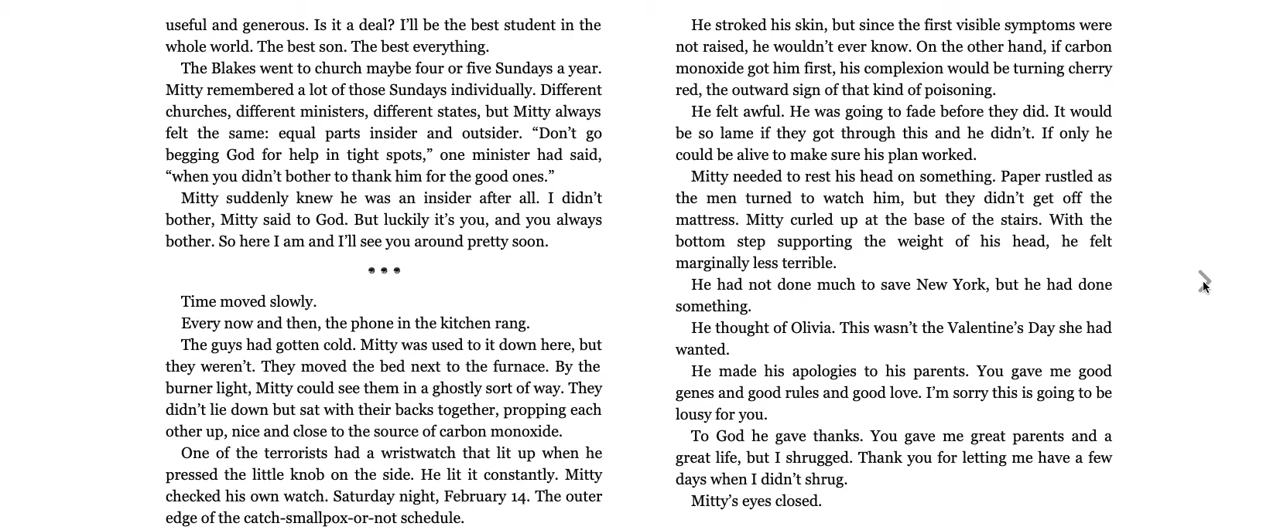 useful and generous. Is it a deal? I’ll be the best student in the
whole world. The best son. The best everything.
The Blakes went to church maybe four or five Sundays a year.
Mitty remembered a lot of those Sundays individually. Different
churches, different ministers, different states, but Mitty always
felt the same: equal parts insider and outsider. “Don’t go
begging God for help in tight spots,” one minister had said,
“when you didn’t bother to thank him for the good ones.”
Mitty suddenly knew he was an insider after all. I didn’t
bother, Mitty said to God. But luckily it’s you, and you always
bother. So here I am and I’ll see you around pretty soon.
•••
Time moved slowly.
Every now and then, the phone in the kitchen rang.
The guys had gotten cold. Mitty was used to it down here, but
they weren’t. They moved the bed next to the furnace. By the
burner light, Mitty could see them in a ghostly sort of way. They
didn’t lie down but sat with their backs together, propping each
other up, nice and close to the source of carbon monoxide.
One of the terrorists had a wristwatch that lit up when he
pressed the little knob on the side. He lit it constantly. Mitty
checked his own watch. Saturday night, February 14. The outer
edge of the catch-smallpox-or-not schedule.
He stroked his skin, but since the first visible symptoms were
not raised, he wouldn’t ever know. On the other hand, if carbon
monoxide got him first, his complexion would be turning cherry
red, the outward sign of that kind of poisoning.
He felt awful. He was going to fade before they did. It would
be so lame if they got through this and he didn’t. If only he
could be alive to make sure his plan worked.
Mitty needed to rest his head on something. Paper rustled as
the men turned to watch him, but they didn’t get off the
mattress. Mitty curled up at the base of the stairs. With the
bottom step supporting the weight of his head, he felt
marginally less terrible.
He had not done much to save New York, but he had done
something.
He thought of Olivia. This wasn’t the Valentine’s Day she had
wanted.
He made his apologies to his parents. You gave me good
genes and good rules and good love. I’m sorry this is going to be
lousy for you.
To God he gave thanks. You gave me great parents and a
great life, but I shrugged. Thank you for letting me have a few
days when I didn’t shrug.
Mitty’s eyes closed.